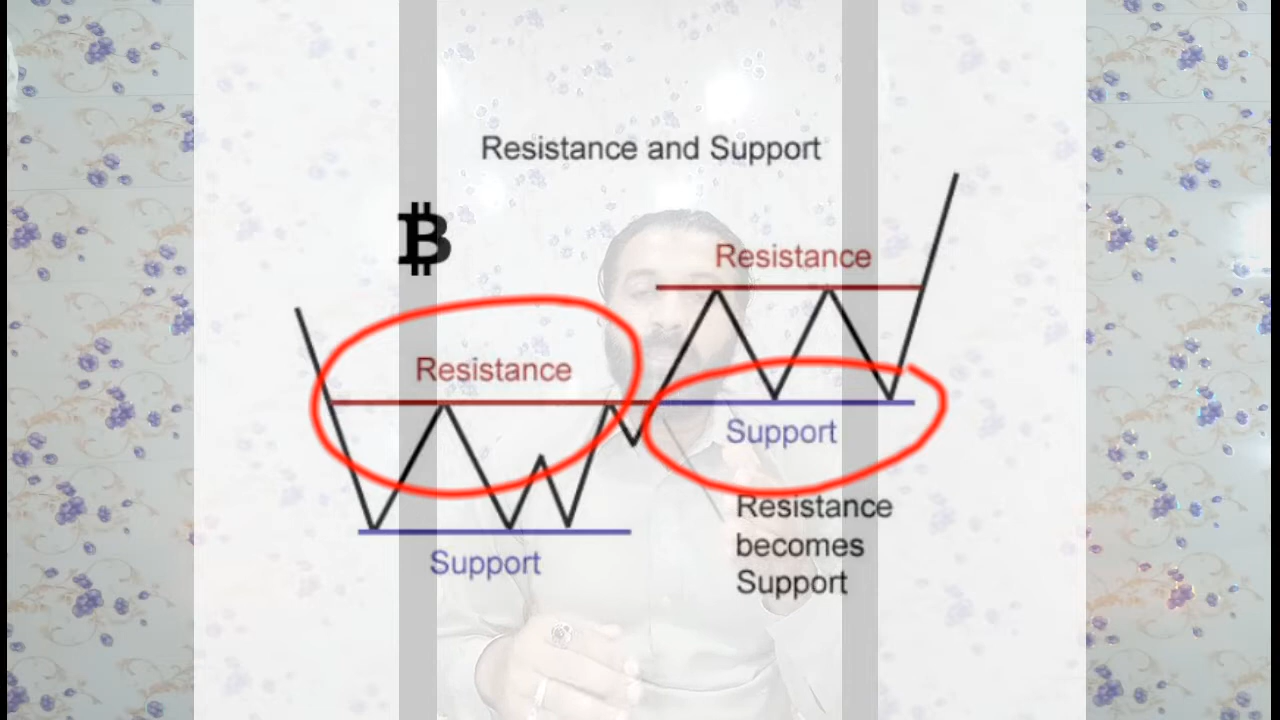 Resistance and Support
Resistance
Resistance
Support
Support
Resistance
becomes
Support